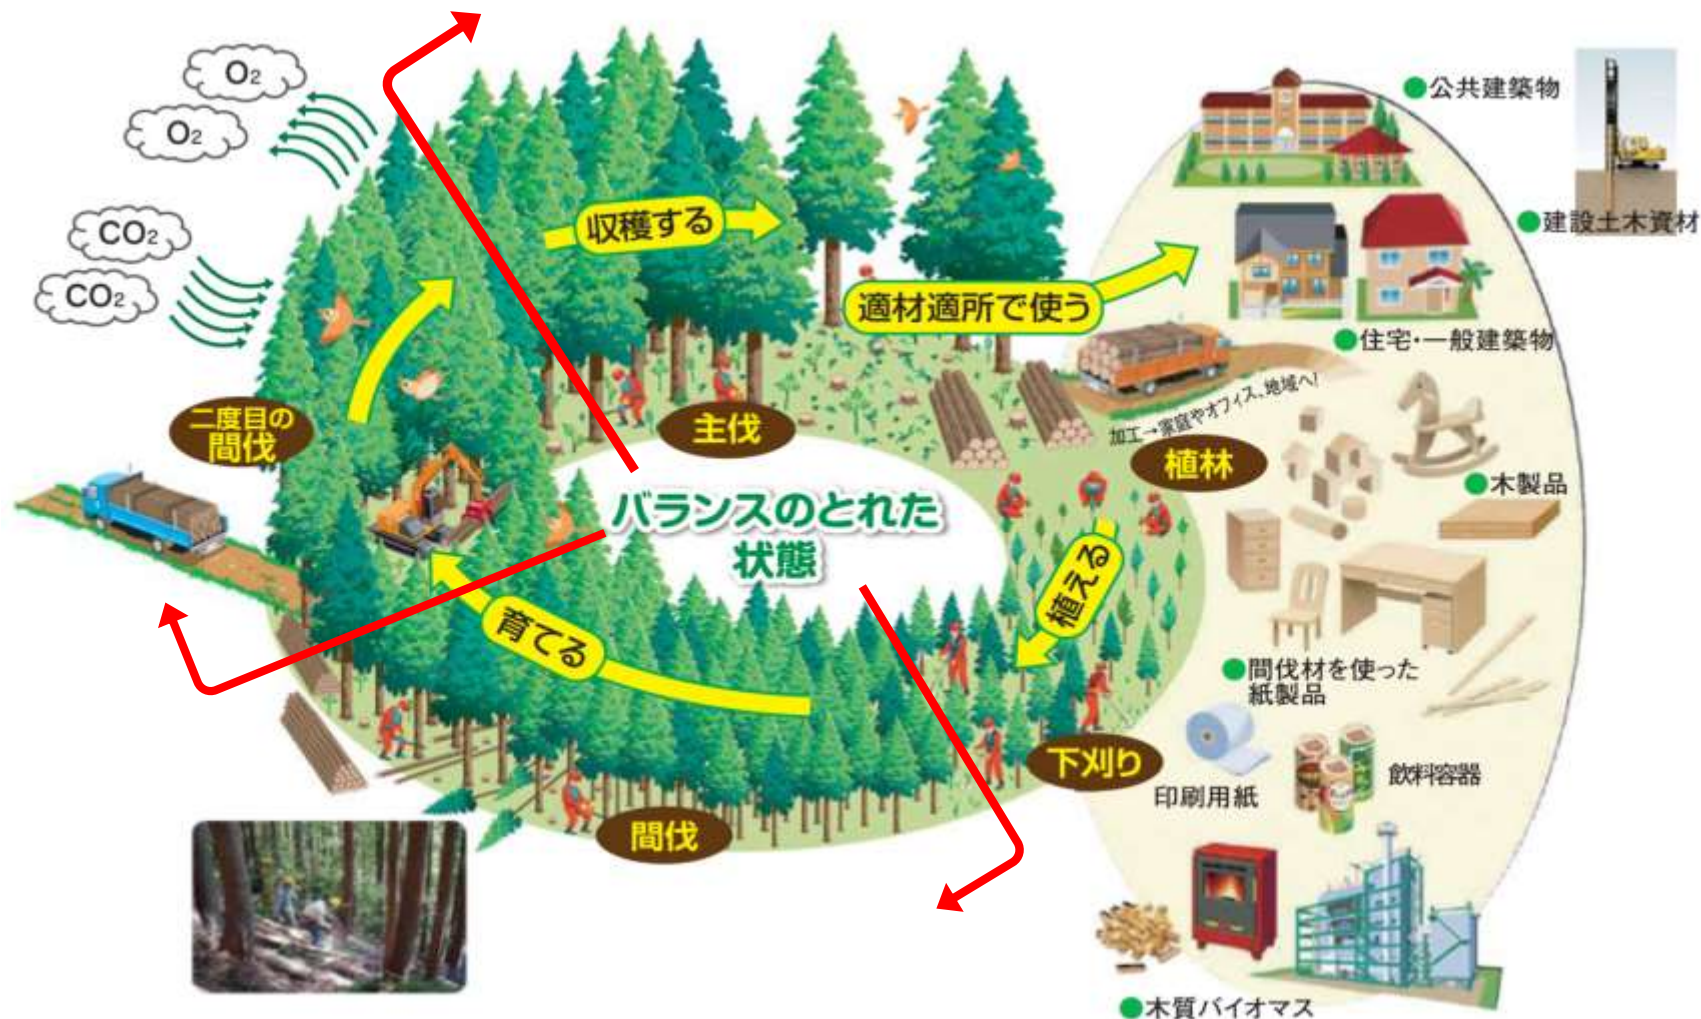 O2
O2
CO2
CO2
収穫する
適材適所で使う
公共建築物
建設土木資材
住宅・一般建築物
加工→家庭やオフィス、地域へ!
二度目の
間伐
主伐
植林
木製品
バランスのとれた
状態
植える
育てる
間伐材を使った
紙製品
下刈り
印刷用紙
飲料容器
間伐
木質バイオマス